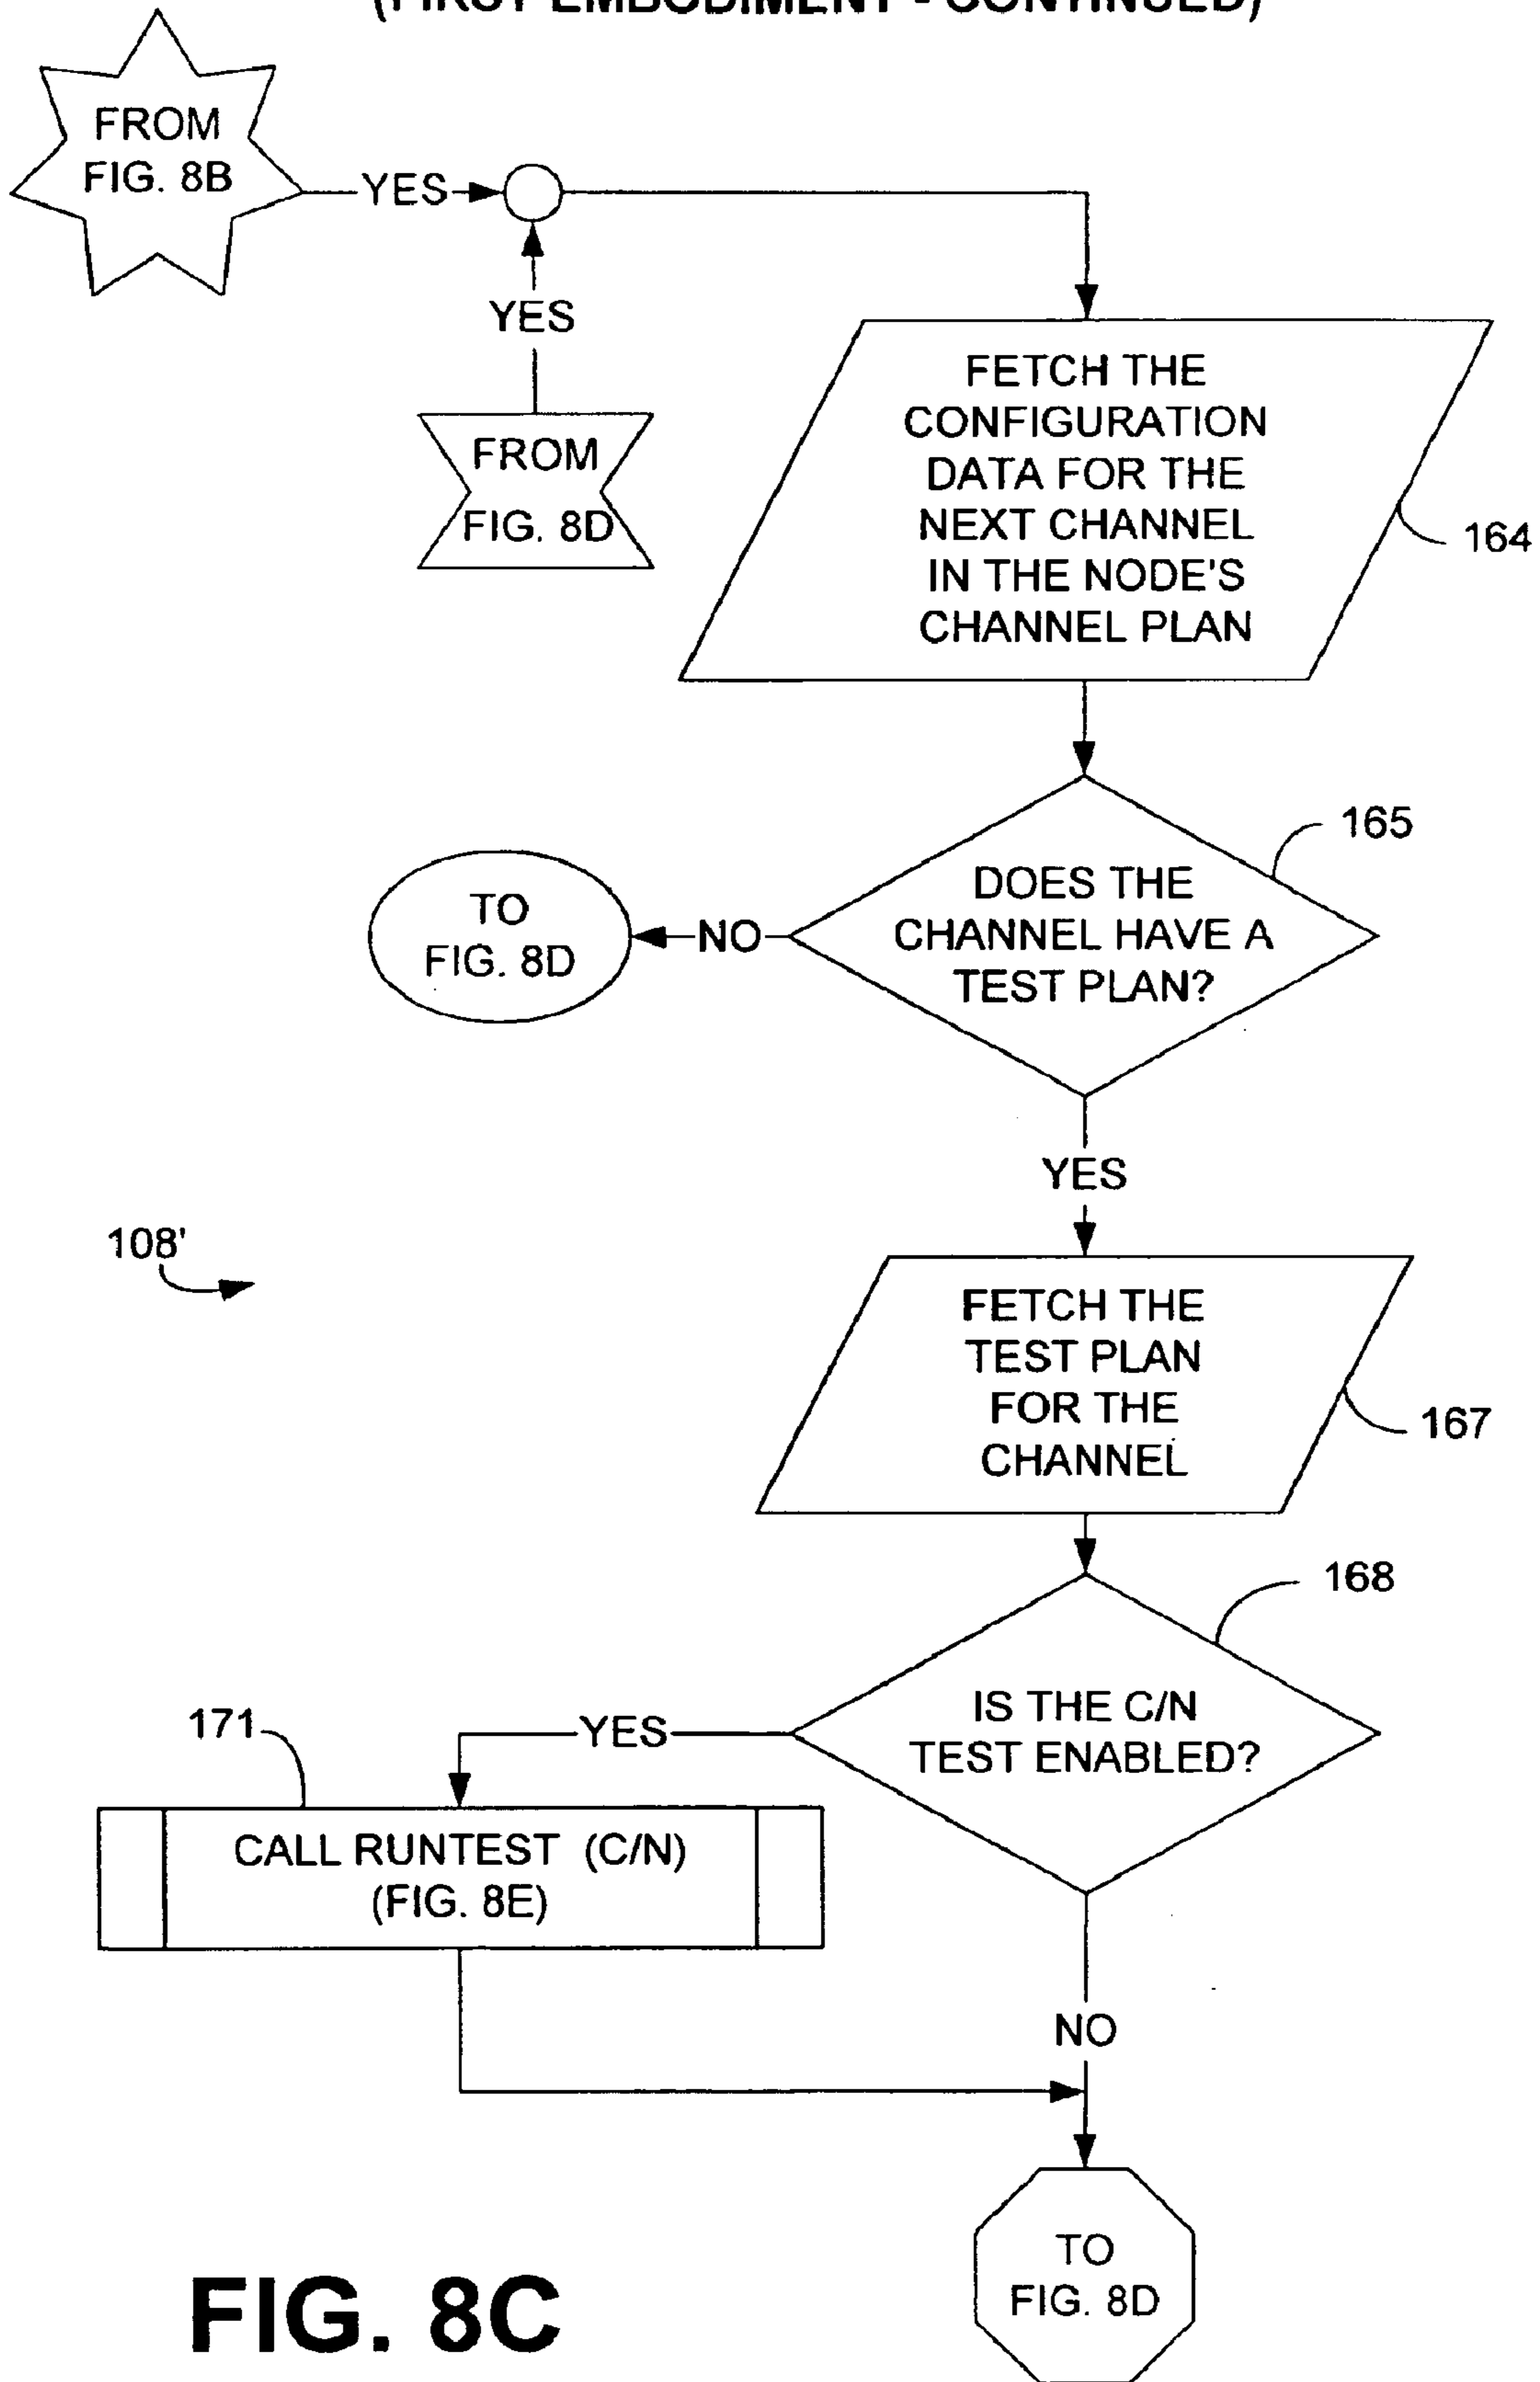 (FIRST EMBODIMENT - CONTINUED)
FROM
FIG. 8B
YES
YES
FROM
FIG. 8D
FETCH THE
CONFIGURATION
DATA FOR THE
NEXT CHANNEL
IN THE NODE'S
CHANNEL PLAN
164
165
DOES THE
CHANNEL HAVE A
TEST PLAN?
NO
TO
FIG. 8D
YES
108'
FETCH THE
TEST PLAN
FOR THE
CHANNEL
167
168
IS THE C/N
TEST ENABLED?
YES
171
CALL RUNTEST (C/N)
(FIG. 8E)
NO
TO
FIG. 8D
FIG. 8C